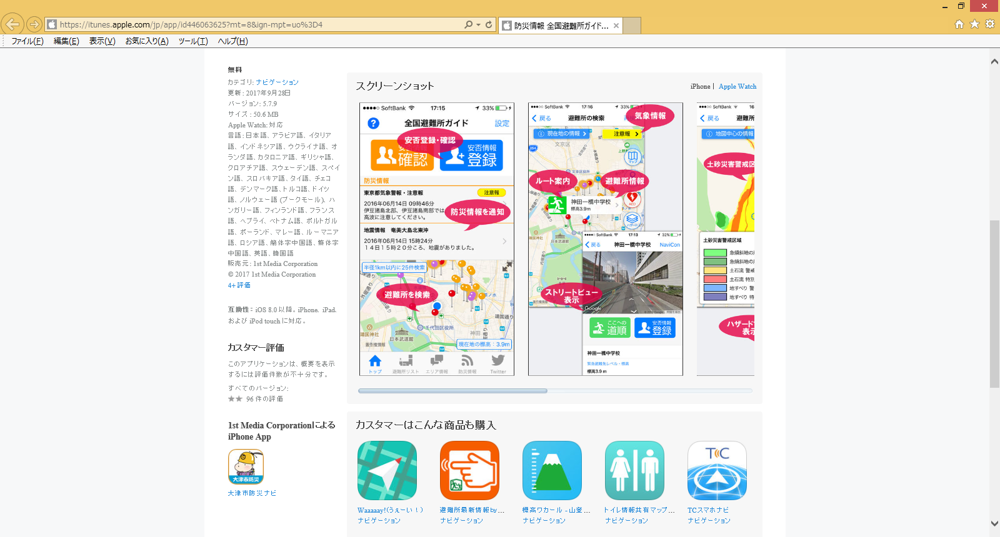 https://itunes.apple.com/jp/app/id446063625?mt=8&ign-mpt=uo%3D4
防災情報 全国避難所ガイド...
ファイル(F) 編集(E) 表示(V) お気に入り(A) ツール(T) ヘルプ(H)
無料
カテゴリ: ナビゲーション
更新: 2017年9月28日
バージョン: 5.7.9
サイズ : 50.6 MB
Apple Watch: 対応
言語: 日本語、アラビア語、イタリア
語、インドネシア語、ウクライナ語、オ
ランダ語、カタロニア語、ギリシャ語、
クロアチア語、スウェーデン語、スペイ
ン語、スロバキア語、タイ語、チェコ
語、デンマーク語、トルコ語、ドイツ
語、ノルウェー語 (ブークモール)、ハ
ンガリー語、フィンランド語、フランス
語、ヘブライ、ベトナム語、ポルトガル
語、ポーランド、マレー語、ルーマニア
語、ロシア語、簡体字中国語、繁体字
中国語、英語、韓国語
販売元: 1st Media Corporation
© 2017 1st Media Corporation
4+ 評価
互換性: iOS 8.0 以降。iPhone、iPad、
および iPod touch に対応。
カスタマー評価
このアプリケーションは、概要を表示
するには評価件数が不十分です。
すべてのバージョン:
★★ 96 件の評価
1st Media Corporationによる
iPhone App
大津市防災
大津市防災ナビ
スクリーンショット
iPhone | Apple Watch
SoftBank 17:15 33%
全国避難所ガイド 設定
安否登録・確認
確認
安否情報
登録
防災情報
東京都気象警報・注意報 注意報
2016年06月14日 09時46分
伊豆諸島北部、伊豆諸島南部では、
高波に注意してください。
防災情報を通知
地震情報 奄美大島北東沖
2016年06月14日 15時24分
１４日１５時２０分ころ、地震がありました。
半径1km以内に25件検索
避難所を検索
千代田区役所
靖国神社
日本武道館
神田
著作権情報
現在地の標高：3.9m
トップ 避難所リスト エリア情報 防災情報 Twitter
SoftBank 17:16 33%
戻る 避難所の検索
気象情報
現在地の情報
注意報
文京区
マップ
文京区役所
ルート案内
避難所情報
神田一橋中学校
標高3.9m
AED
ハザード
日本武道館
SoftBank 17:13 32%
戻る 神田一橋中学校 NaviCon
ストリートビュー
表示
Google
ここへの
道順
安否情報
登録
神田一橋中学校
緊急避難先レベル・標高
標高3.9 m
SoftBank 16
戻る 避難所
地図中心の情報
土砂災害警戒区
土砂災害警戒区域
急傾斜地の
急傾斜地の
土石流 警戒
土石流 特別
地すべり 警
地すべり 特
ハザード
表示
カスタマーはこんな商品も購入
TC
Waaaaay!(うぇーい！)
ナビゲーション
避難所最新情報by...
ナビゲーション
標高ワカール - 山登...
ナビゲーション
トイレ情報共有マップ...
ナビゲーション
TCスマホナビ
ナビゲーション